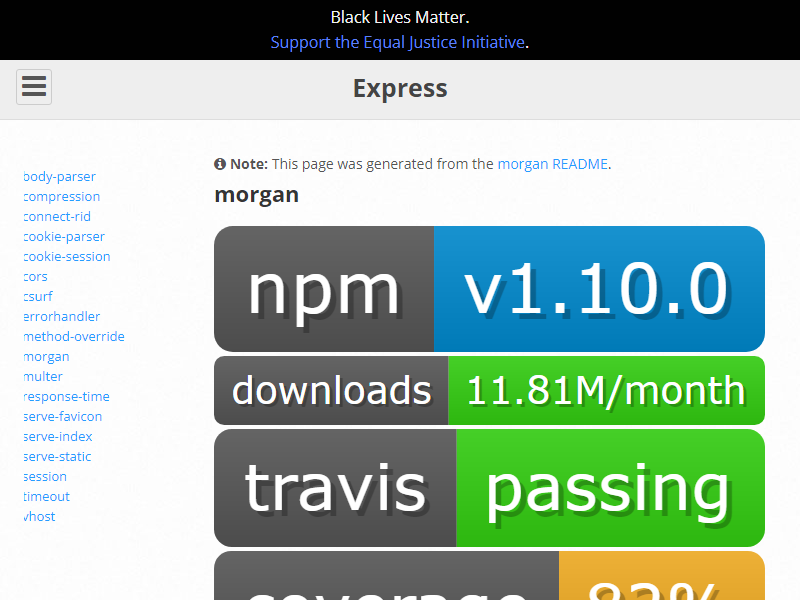 Black Lives Matter.
Support the Equal Justice Initiative.
Express
body-parser
compression
connect-rid
cookie-parser
cookie-session
cors
csurf
errorhandler
method-override
morgan
multer
response-time
serve-favicon
serve-index
serve-static
session
timeout
vhost
Note: This page was generated from the morgan README.
morgan
npm v1.10.0
downloads 11.81M/month
travis passing
coverage 83%